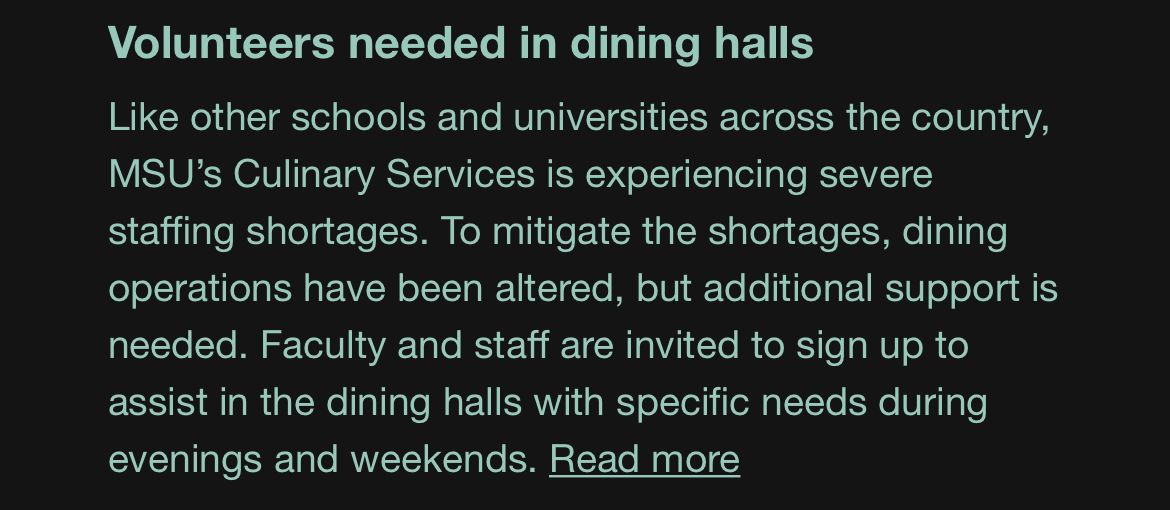 Volunteers needed in dining halls
Like other schools and universities across the country,
MSU’s Culinary Services is experiencing severe
staffing shortages. To mitigate the shortages, dining
operations have been altered, but additional support is
needed. Faculty and staff are invited to sign up to
assist in the dining halls with specific needs during
evenings and weekends. Read more